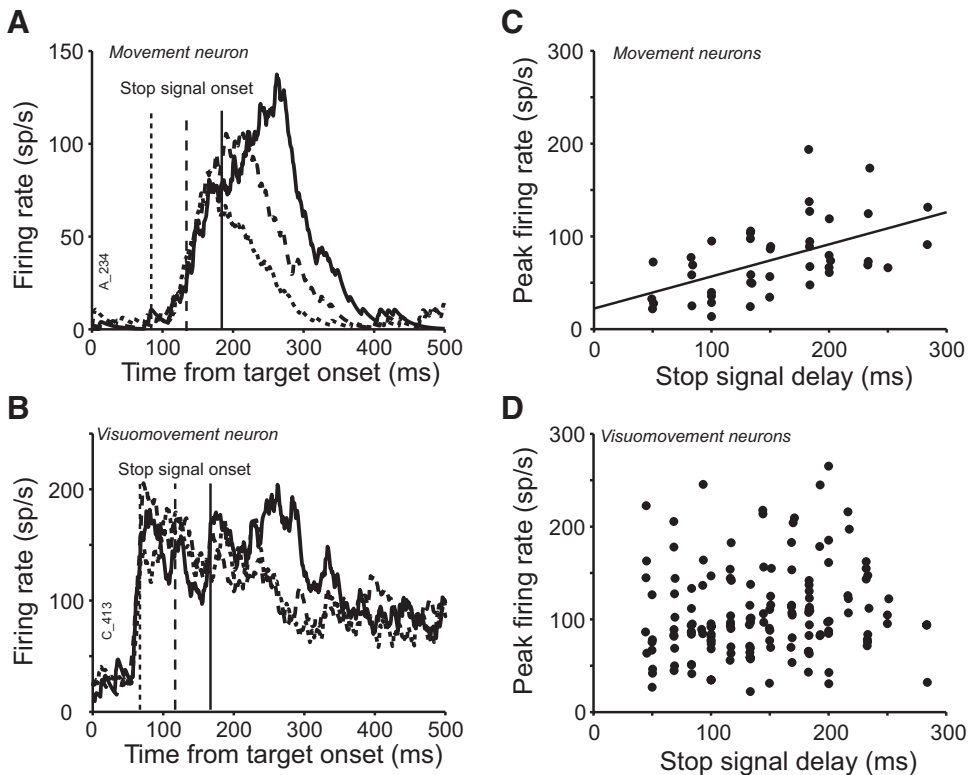 A
Movement neuron
Stop signal onset
150
100
50
0
Firing rate (sp/s)
A_234
0 100 200 300 400 500
Time from target onset (ms)
B
Visuomovement neuron
Stop signal onset
200
100
0
Firing rate (sp/s)
C_413
0 100 200 300 400 500
Time from target onset (ms)
C
Movement neurons
300
200
100
0
Peak firing rate (sp/s)
0 100 200 300
Stop signal delay (ms)
D
Visuomovement neurons
300
200
100
0
Peak firing rate (sp/s)
0 100 200 300
Stop signal delay (ms)